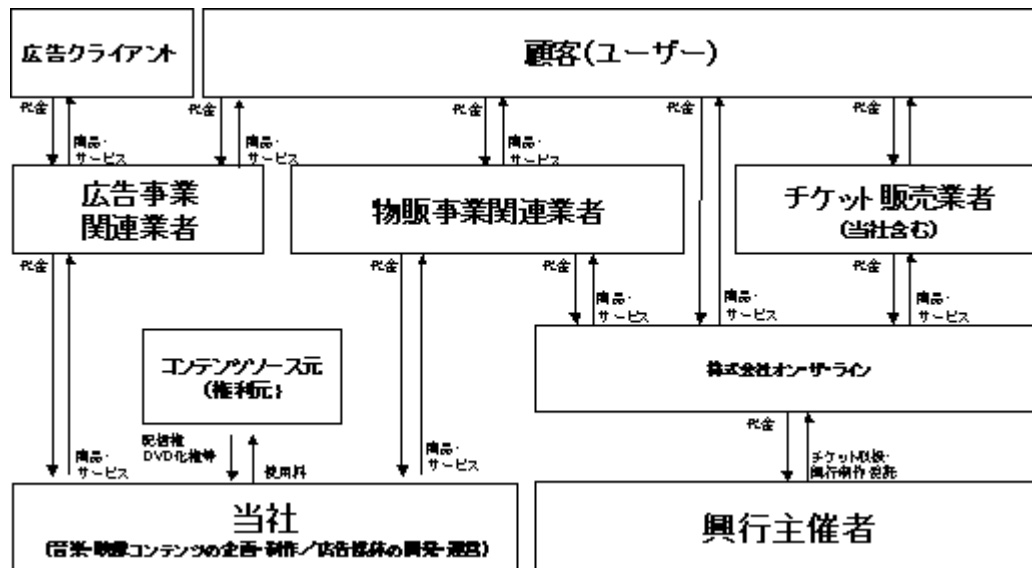 広告クライアント
顧客(ユーザー)
代金
代金
代金
代金
代金
商品・
サービス
商品・
サービス
商品・
サービス
商品・
サービス
広告事業
関連業者
物販事業関連業者
チケット販売業者
(当社含む)
代金
代金
代金
代金
商品・
サービス
商品・
サービス
商品・
サービス
コンテンツソース元
(権利元)
株式会社オン・ザ・ライン
配信権
DVD化権等
使用料
商品・
サービス
商品・
サービス
代金
チケット取扱・
興行制作委託
当社
(音楽・映像コンテンツの企画・制作/広告媒体の開発・運営)
興行主催者